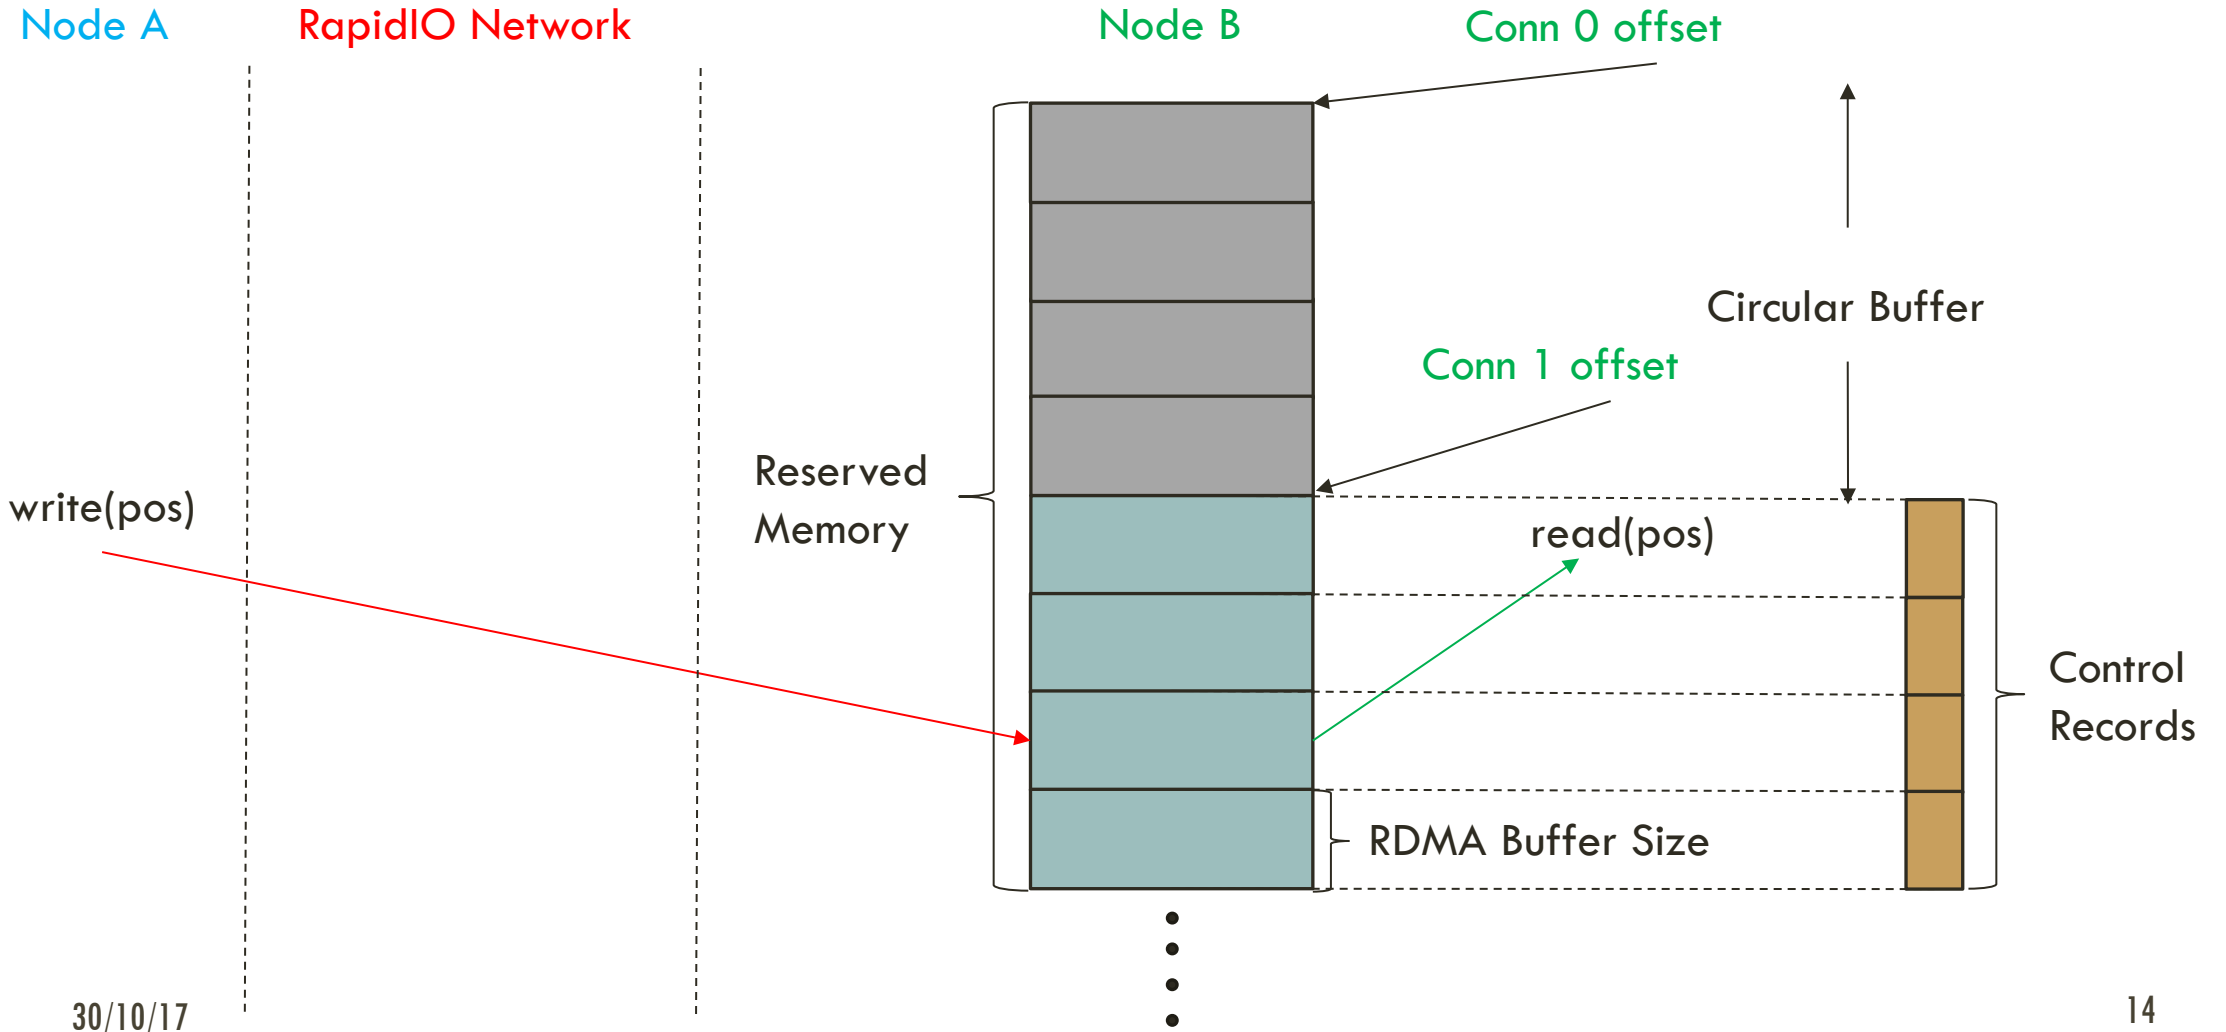 Node A
RapidIO Network
Node B
Conn 0 offset
Circular Buffer
Conn 1 offset
Reserved
Memory
write(pos)
read(pos)
Control
Records
RDMA Buffer Size
30/10/17
14